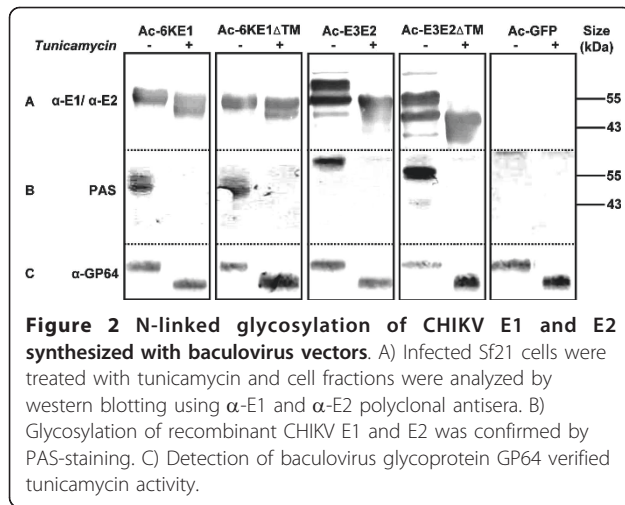 Ac-6KE1 Ac-6KE1ΔTM Ac-E3E2 Ac-E3E2ΔTM Ac-GFP Size (kDa)
Tunicamycin - + - + - + - + - +
A α-E1/ α-E2 55 43
B PAS 55 43
C α-GP64
Figure 2 N-linked glycosylation of CHIKV E1 and E2
synthesized with baculovirus vectors. A) Infected Sf21 cells were
treated with tunicamycin and cell fractions were analyzed by
western blotting using α-E1 and α-E2 polyclonal antisera. B)
Glycosylation of recombinant CHIKV E1 and E2 was confirmed by
PAS-staining. C) Detection of baculovirus glycoprotein GP64 verified
tunicamycin activity.